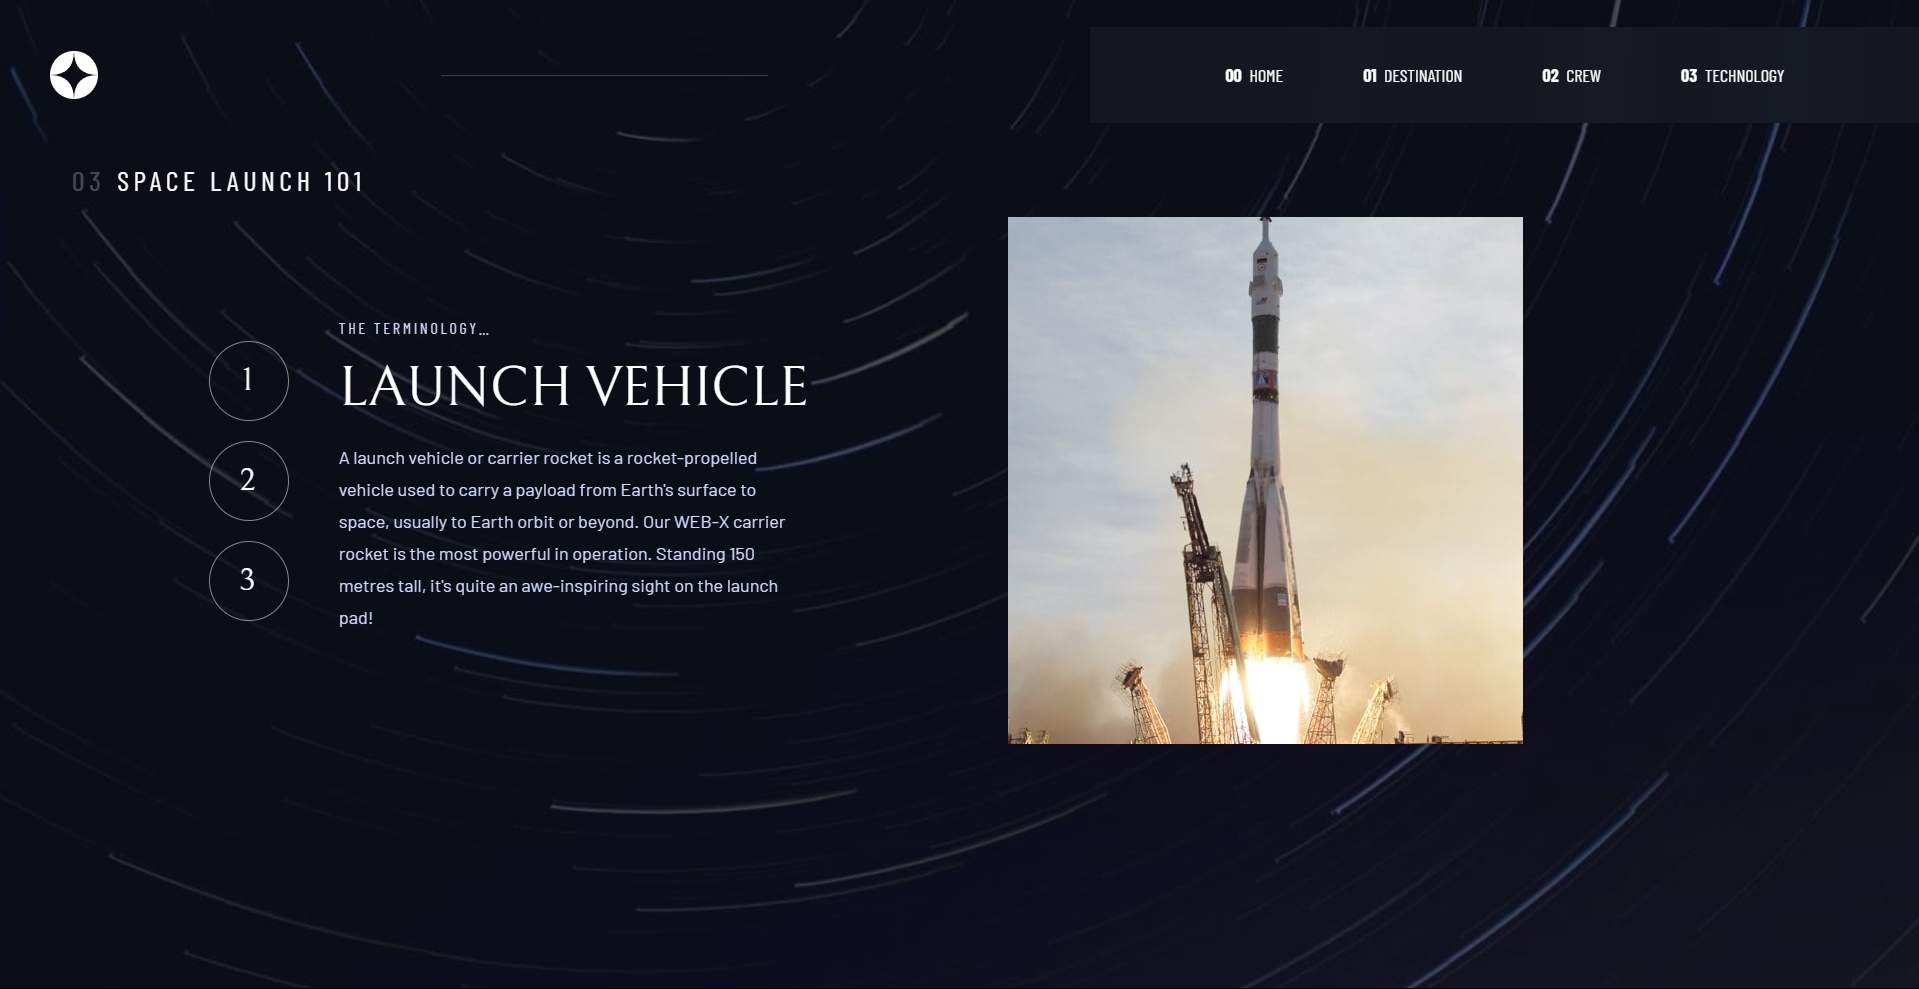 00 HOME 01 DESTINATION 02 CREW 03 TECHNOLOGY
03 SPACE LAUNCH 101
THE TERMINOLOGY...
1
LAUNCH VEHICLE
2
3
A launch vehicle or carrier rocket is a rocket-propelled
vehicle used to carry a payload from Earth's surface to
space, usually to Earth orbit or beyond. Our WEB-X carrier
rocket is the most powerful in operation. Standing 150
metres tall, it's quite an awe-inspiring sight on the launch
pad!